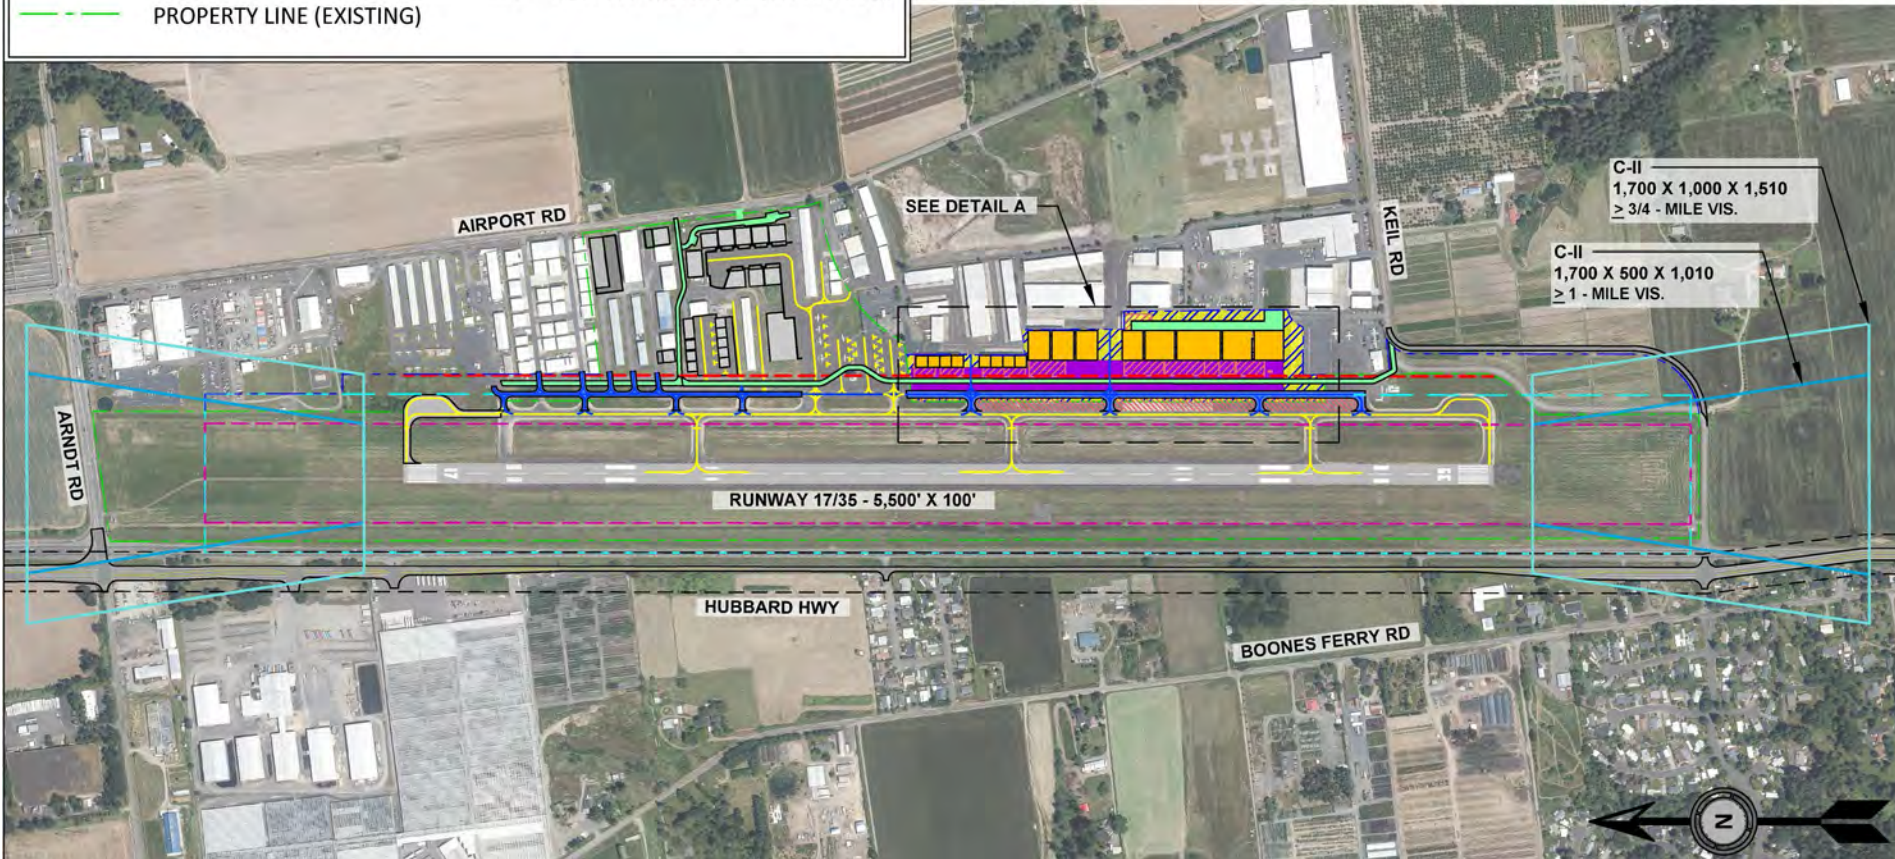 PROPERTY LINE (EXISTING)
AIRPORT RD
SEE DETAIL A
KEIL RD
C-II
1,700 X 1,000 X 1,510
> 3/4 - MILE VIS.
C-II
1,700 X 500 X 1,010
> 1 - MILE VIS.
ARNDT RD
17
35
RUNWAY 17/35 - 5,500' X 100'
HUBBARD HWY
BOONES FERRY RD
N